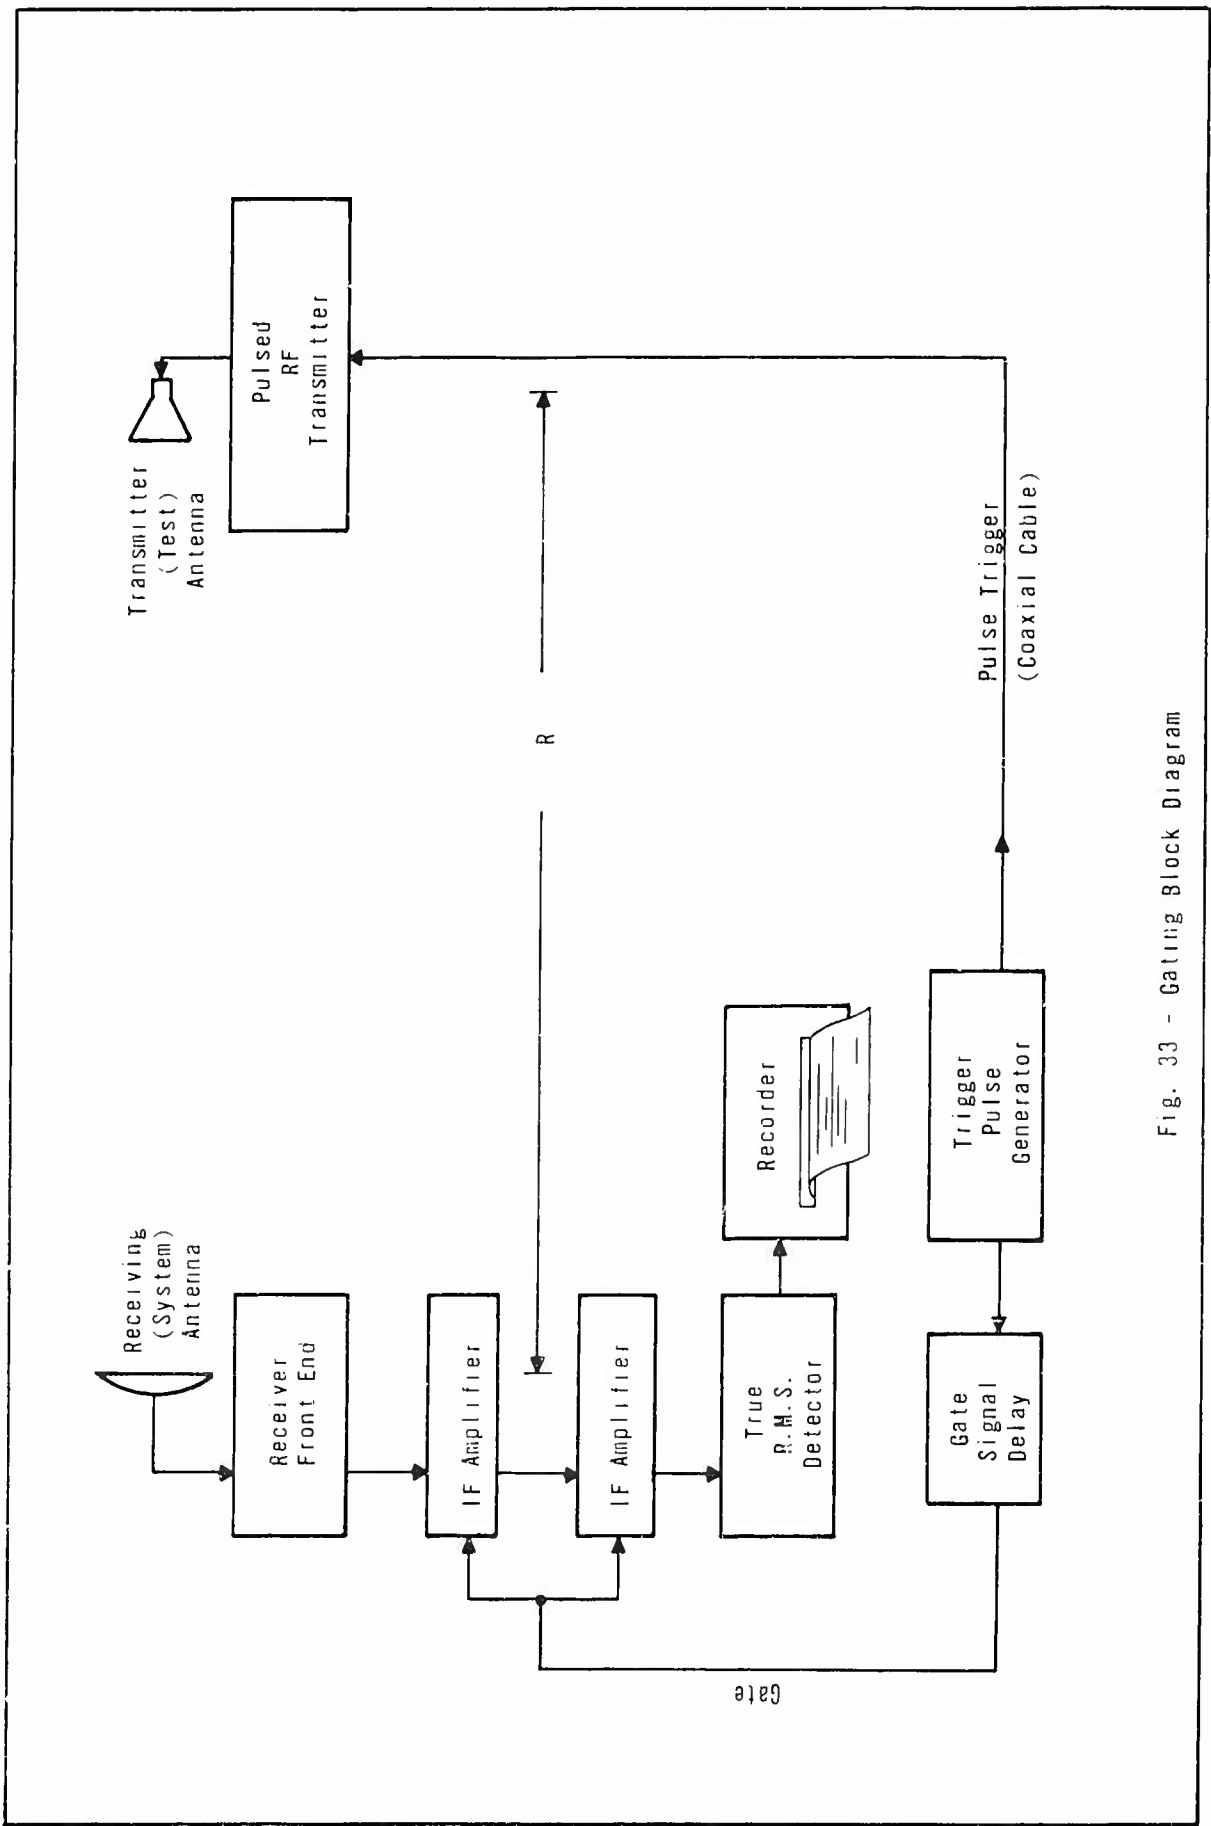 Receiving
(System)
Antenna
Transmitter
(Test)
Antenna
Receiver
Front End
Pulsed
RF
Transmitter
IF Amplifier
R
IF Amplifier
True
R.M.S.
Detector
Recorder
Gate
Gate
Signal
Delay
Trigger
Pulse
Generator
Pulse Trigger
(Coaxial Cable)
Fig. 33 - Gating Block Diagram